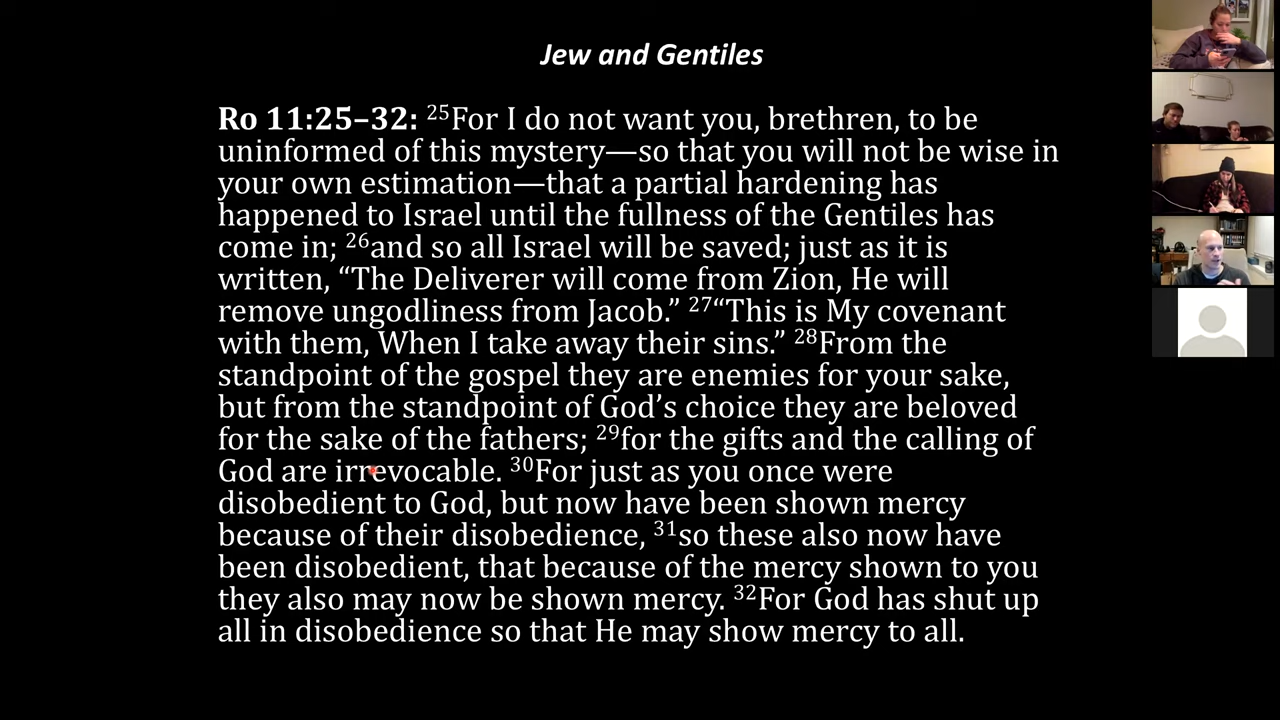 Jew and Gentiles
Ro 11:25–32: 25For I do not want you, brethren, to be
uninformed of this mystery—so that you will not be wise in
your own estimation—that a partial hardening has
happened to Israel until the fullness of the Gentiles has
come in; 26and so all Israel will be saved; just as it is
written, “The Deliverer will come from Zion, He will
remove ungodliness from Jacob.” 27“This is My covenant
with them, When I take away their sins.” 28From the
standpoint of the gospel they are enemies for your sake,
but from the standpoint of God’s choice they are beloved
for the sake of the fathers; 29for the gifts and the calling of
God are irrevocable. 30For just as you once were
disobedient to God, but now have been shown mercy
because of their disobedience, 31so these also now have
been disobedient, that because of the mercy shown to you
they also may now be shown mercy. 32For God has shut up
all in disobedience so that He may show mercy to all.